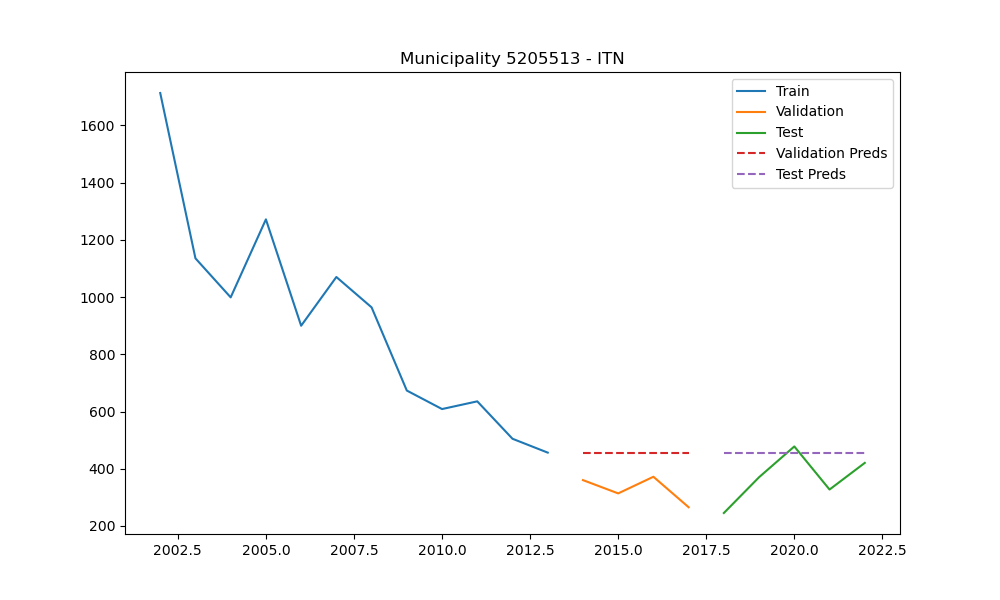 Municipality 5205513 - ITN
Train
Validation
Test
Validation Preds
Test Preds
1600
1400
1200
1000
800
600
400
200
2002.5 2005.0 2007.5 2010.0 2012.5 2015.0 2017.5 2020.0 2022.5